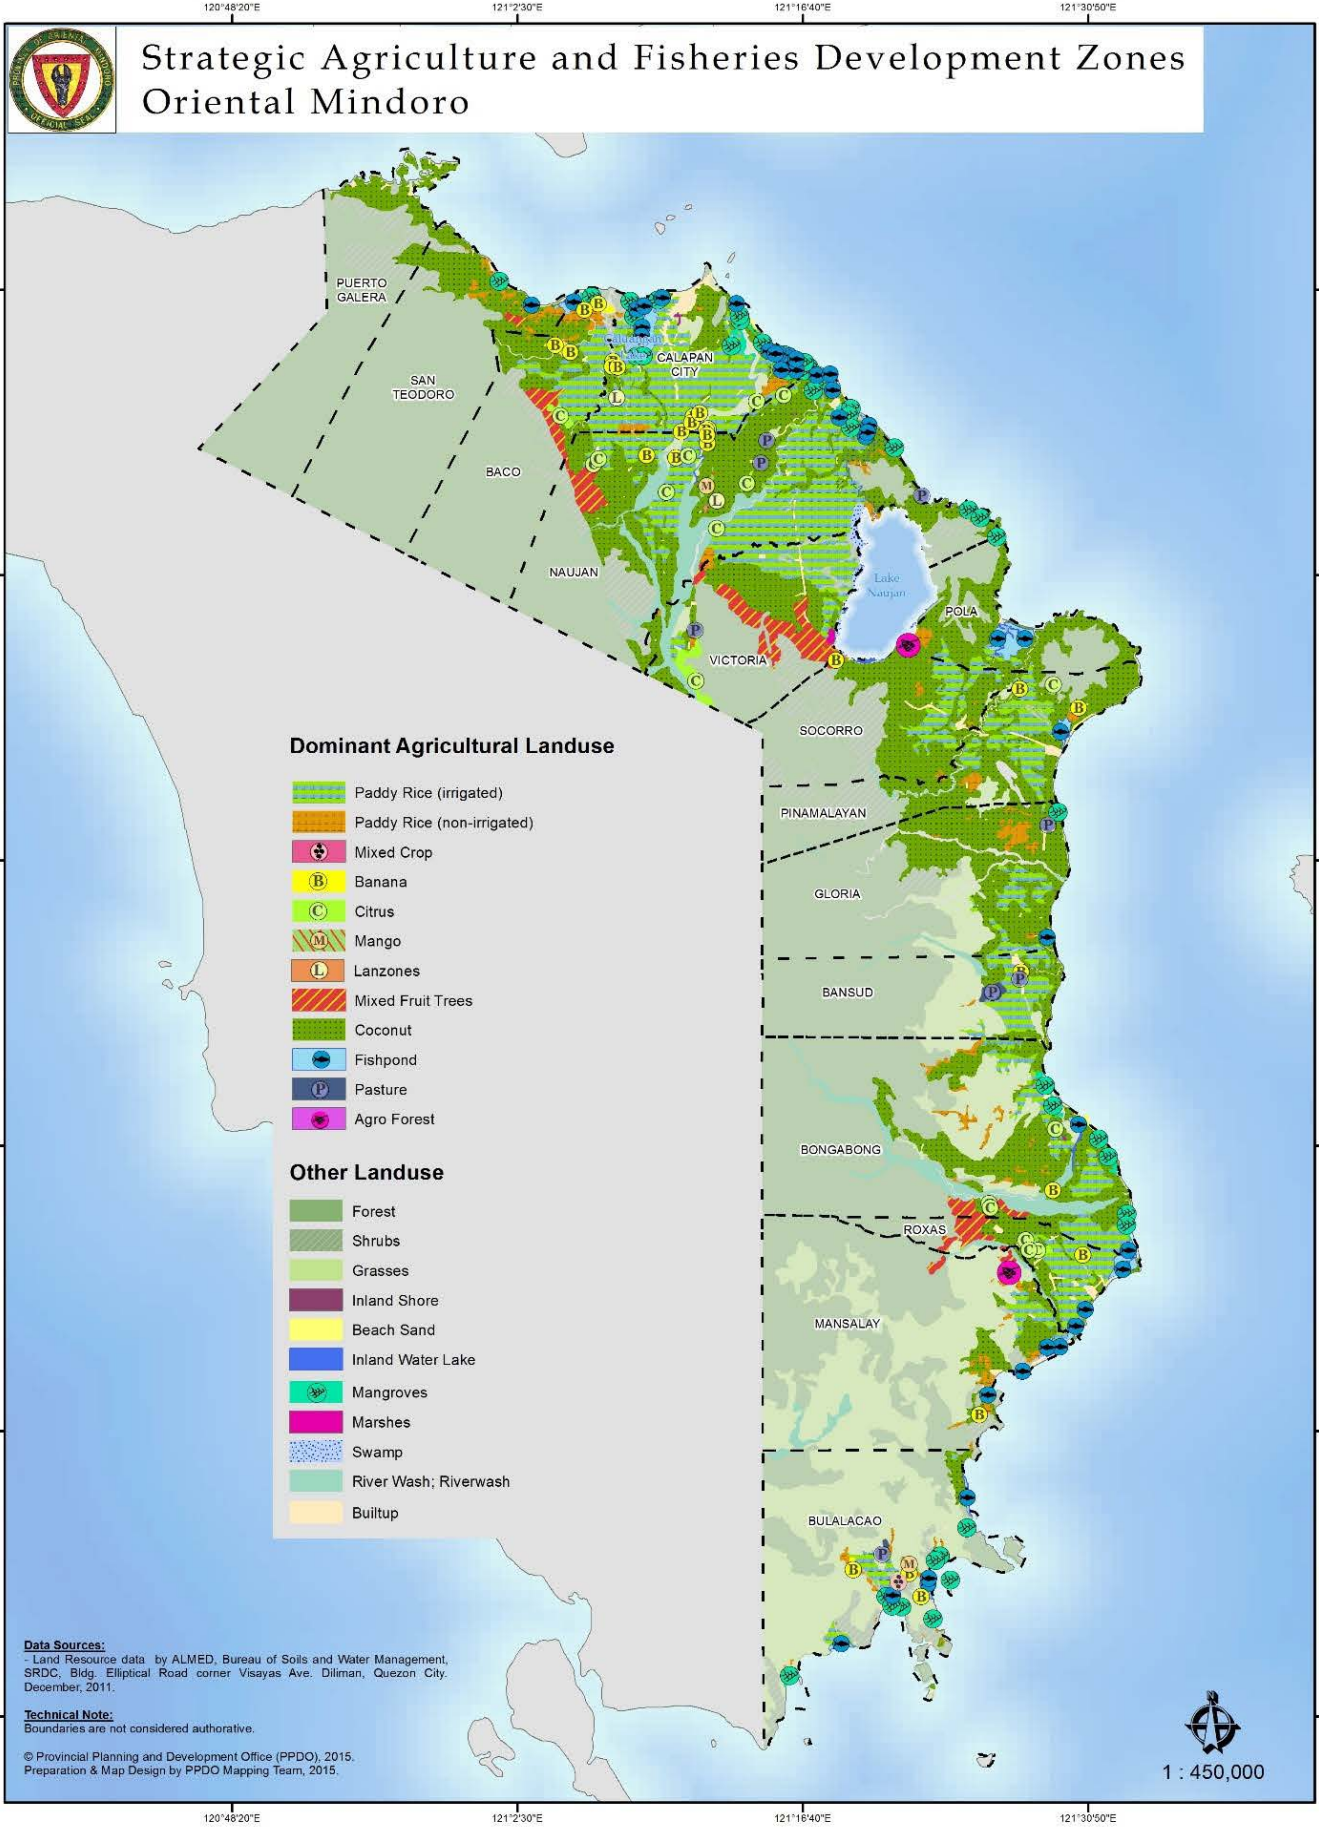 120°48'20"E
121°2'30"E
121°16'40"E
121°30'50"E
Strategic Agriculture and Fisheries Development Zones
Oriental Mindoro
OFFICIAL SEAL
PUERTO
GALERA
SAN
TEODORO
CALAPAN
CITY
BACO
NAUJAN
Lake
Naujan
POLA
VICTORIA
SOCORRO
PINAMALAYAN
GLORIA
BANSUD
BONGABONG
ROXAS
MANSALAY
BULALACAO
Dominant Agricultural Landuse
Paddy Rice (irrigated)
Paddy Rice (non-irrigated)
Mixed Crop
B Banana
C Citrus
M Mango
L Lanzones
Mixed Fruit Trees
Coconut
Fishpond
P Pasture
Agro Forest
Other Landuse
Forest
Shrubs
Grasses
Inland Shore
Beach Sand
Inland Water Lake
Mangroves
Marshes
Swamp
River Wash; Riverwash
Builtup
Data Sources:
- Land Resource data by ALMED, Bureau of Soils and Water Management,
SRDC, Bldg. Elliptical Road corner Visayas Ave. Diliman, Quezon City.
December, 2011.
Technical Note:
Boundaries are not considered authorative.
© Provincial Planning and Development Office (PPDO), 2015.
Preparation & Map Design by PPDO Mapping Team, 2015.
1 : 450,000
120°48'20"E
121°2'30"E
121°16'40"E
121°30'50"E